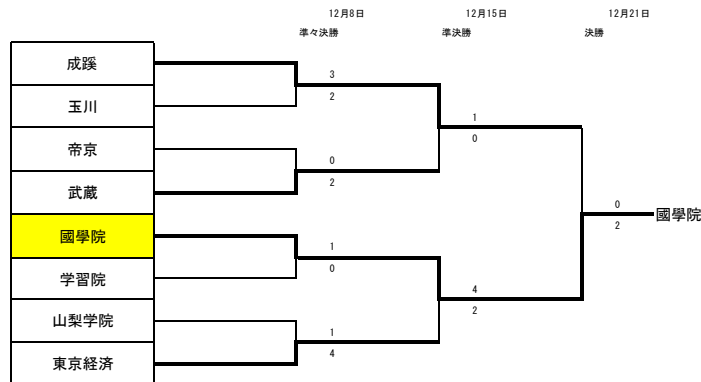 12月8日 12月15日 12月21日
準々決勝 準決勝 決勝
成蹊
3
2
玉川
1
0
帝京
0
2
武蔵
0
2
國學院
國學院
1
0
学習院
4
2
山梨学院
1
4
東京経済